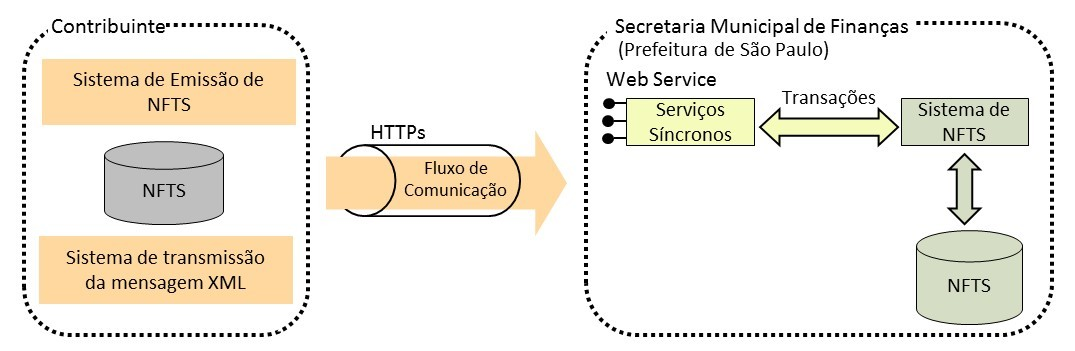 Contribuinte
Sistema de Emissão de
NFTS
NFTS
Sistema de transmissão
da mensagem XML
HTTPs
Fluxo de
Comunicação
Secretaria Municipal de Finanças
(Prefeitura de São Paulo)
Web Service
Serviços
Síncronos
Transações
Sistema de
NFTS
NFTS